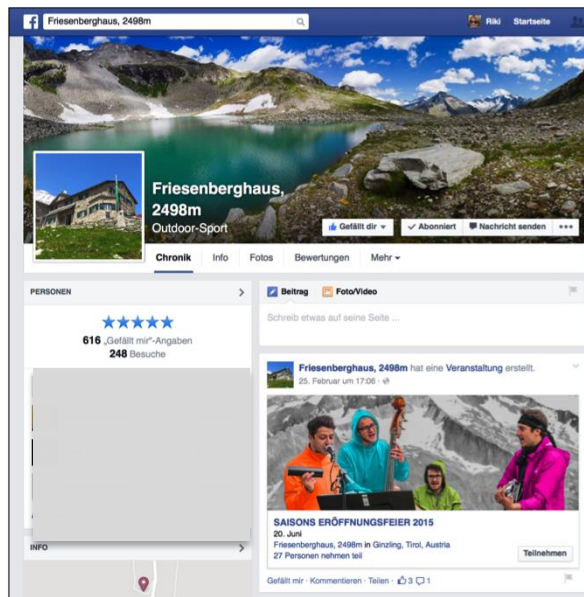 Friesenberghaus, 2498m
Riki Startseite
Friesenberghaus,
2498m
Outdoor-Sport
Gefällt dir
Abonniert
Nachricht senden
Chronik Info Fotos Bewertungen Mehr
PERSONEN
616 „Gefällt mir"-Angaben
248 Besuche
INFO
Beitrag Foto/Video
Schreib etwas auf seine Seite ...
Friesenberghaus, 2498m hat eine Veranstaltung erstellt.
25. Februar um 17:06 ·
SAISONS ERÖFFNUNGSFEIER 2015
20. Juni
Friesenberghaus, 2498m in Ginzling, Tirol, Austria
27 Personen nehmen teil
Teilnehmen
Gefällt mir · Kommentieren · Teilen · 3 1